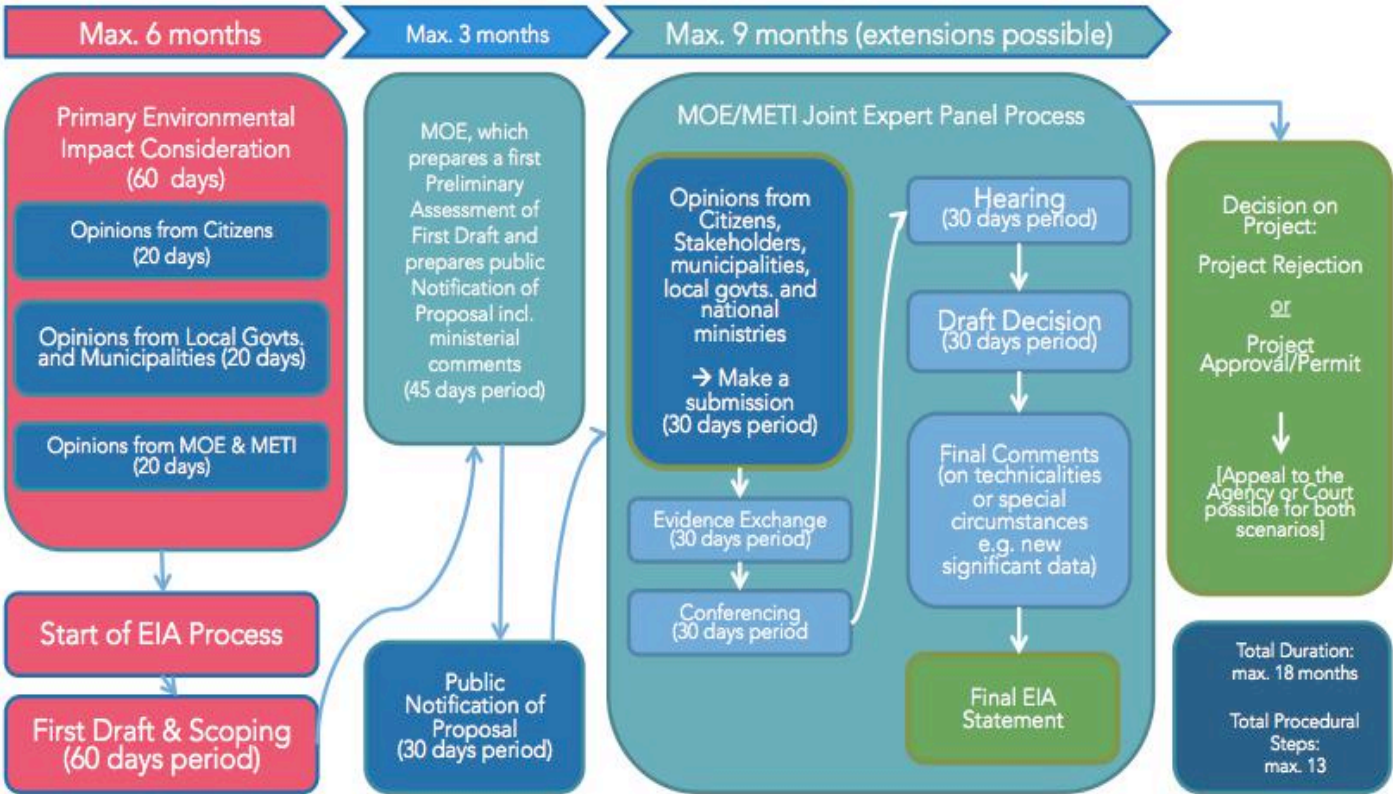 Max. 6 months
Max. 3 months
Max. 9 months (extensions possible)
Primary Environmental
Impact Consideration
(60 days)
Opinions from Citizens
(20 days)
Opinions from Local Govts.
and Municipalities (20 days)
Opinions from MOE & METI
(20 days)
Start of EIA Process
First Draft & Scoping
(60 days period)
MOE, which
prepares a first
Preliminary
Assessment of
First Draft and
prepares public
Notification of
Proposal incl.
ministerial
comments
(45 days period)
Public
Notification of
Proposal
(30 days period)
MOE/METI Joint Expert Panel Process
Opinions from
Citizens,
Stakeholders,
municipalities,
local govts. and
national
ministries
→ Make a
submission
(30 days period)
Evidence Exchange
(30 days period)
Conferencing
(30 days period
Hearing
(30 days period)
Draft Decision
(30 days period)
Final Comments
(on technicalities
or special
circumstances
e.g. new
significant data)
Final EIA
Statement
Decision on
Project:
Project Rejection
or
Project
Approval/Permit
[Appeal to the
Agency or Court
possible for both
scenarios]
Total Duration:
max. 18 months
Total Procedural
Steps:
max. 13